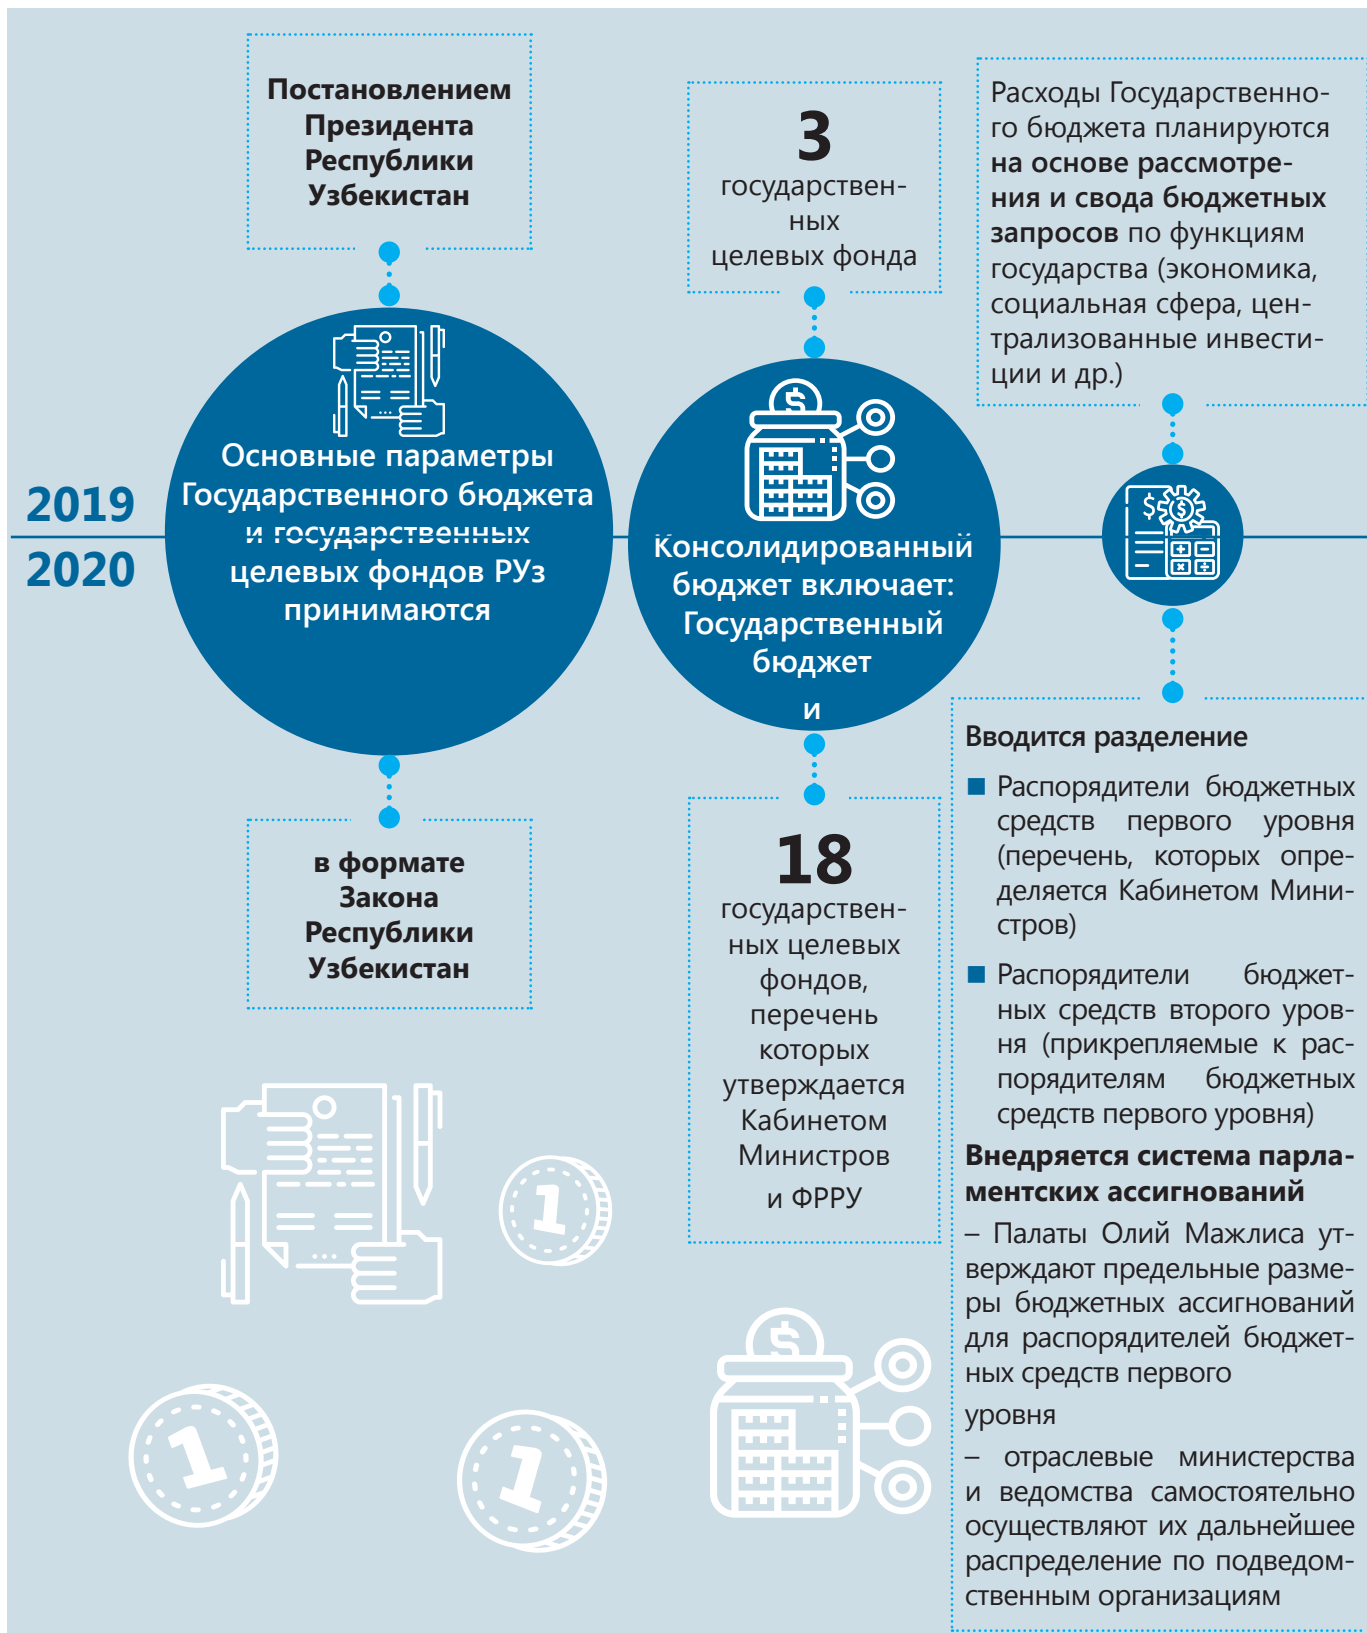 Постановлением
Президента
Республики
Узбекистан
3
государствен-
ных
целевых фонда
Расходы Государственно-
го бюджета планируются
на основе рассмотре-
ния и свода бюджетных
запросов по функциям
государства (экономика,
социальная сфера, цен-
трализованные инвести-
ции и др.)
2019
2020
Основные параметры
Государственного бюджета
и государственных
целевых фондов РУз
принимаются
$
Консолидированный
бюджет включает:
Государственный
бюджет
и
$
$
в формате
Закона
Республики
Узбекистан
18
государствен-
ных целевых
фондов,
перечень
которых
утверждается
Кабинетом
Министров
и ФРРУ
Вводится разделение
Распорядители бюджетных
средств первого уровня
(перечень, которых опре-
деляется Кабинетом Мини-
стров)
Распорядители бюджет-
ных средств второго уров-
ня (прикрепляемые к рас-
порядителям бюджетных
средств первого уровня)
Внедряется система парла-
ментских ассигнований
– Палаты Олий Мажлиса ут-
верждают предельные разме-
ры бюджетных ассигнований
для распорядителей бюджет-
ных средств первого
уровня
– отраслевые министерства
и ведомства самостоятельно
осуществляют их дальнейшее
распределение по подведом-
ственным организациям
1
1
1
$